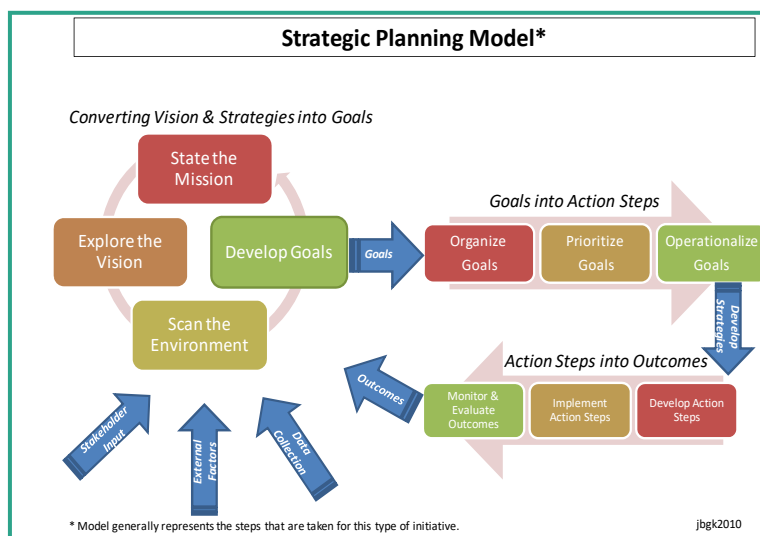 Strategic Planning Model*
Converting Vision & Strategies into Goals
State the
Mission
Explore the
Vision
Develop Goals
Scan the
Environment
Goals
Goals into Action Steps
Organize
Goals
Prioritize
Goals
Operationalize
Goals
Develop
Strategies
Action Steps into Outcomes
Monitor &
Evaluate
Outcomes
Implement
Action Steps
Develop Action
Steps
Outcomes
Stakeholder
Input
External
Factors
Data
Collection
* Model generally represents the steps that are taken for this type of initiative.
jbgk2010